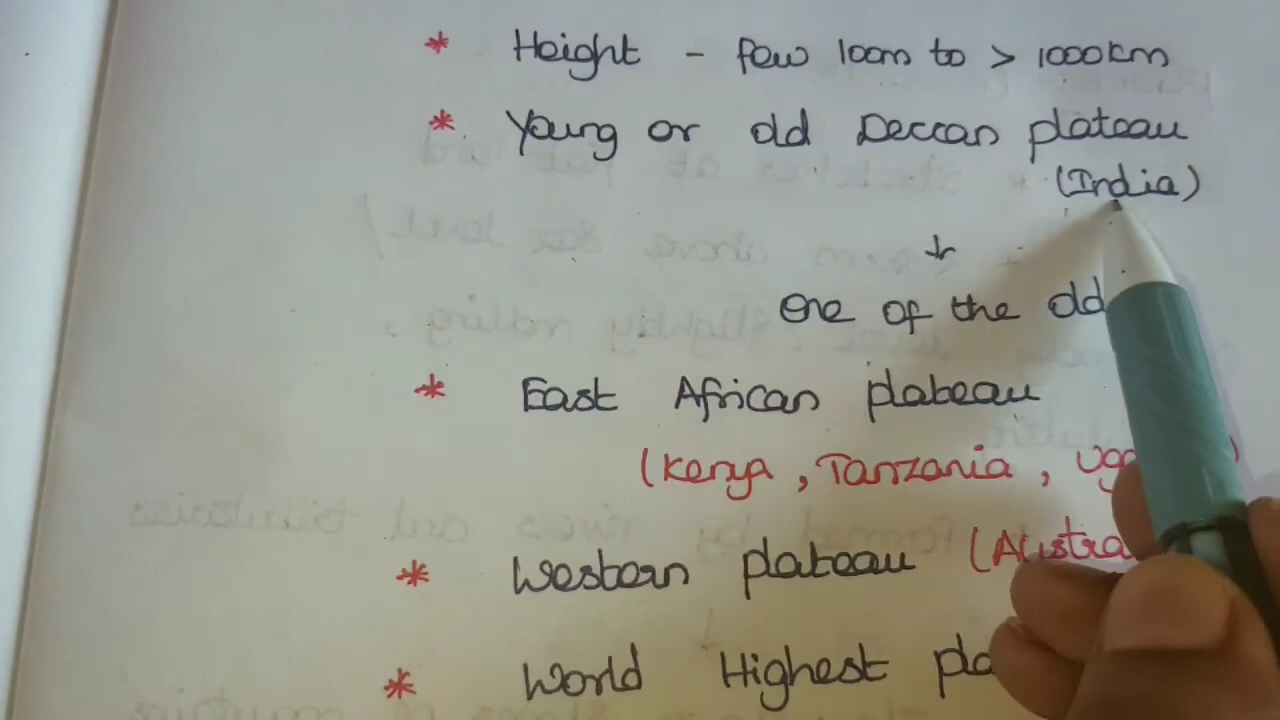 * Height - few 100m to > 1000km
* Young or old Deccan plateau
(India)
↓
One of the old
* East African plateau
(Kenya, Tanzania,
* Western plateau
* World Highest